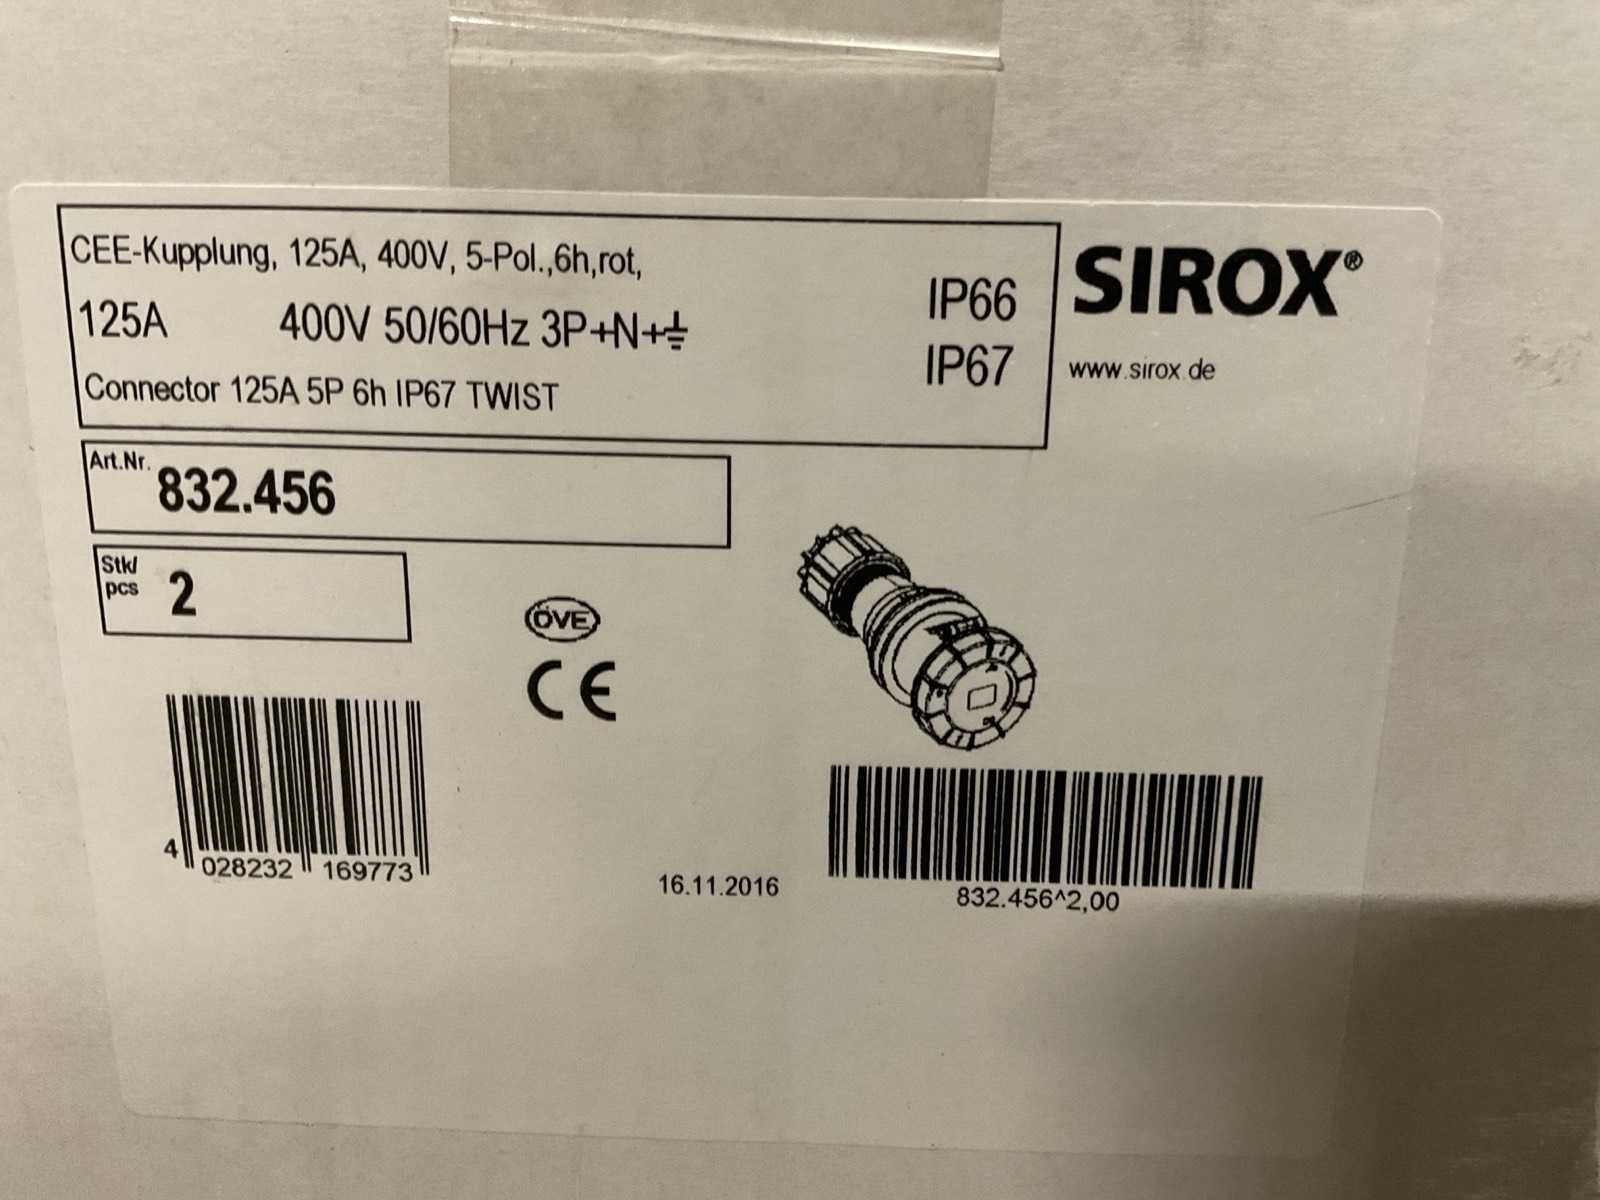 CEE-Kupplung, 125A, 400V, 5-Pol.,6h,rot,
125A 400V 50/60Hz 3P+N+⏚
IP66
IP67
Connector 125A 5P 6h IP67 TWIST
SIROX®
www.sirox.de
Art.Nr. 832.456
Stk/
pcs 2
ÖVE
CE
4 028232 169773
16.11.2016
832.456^2,00